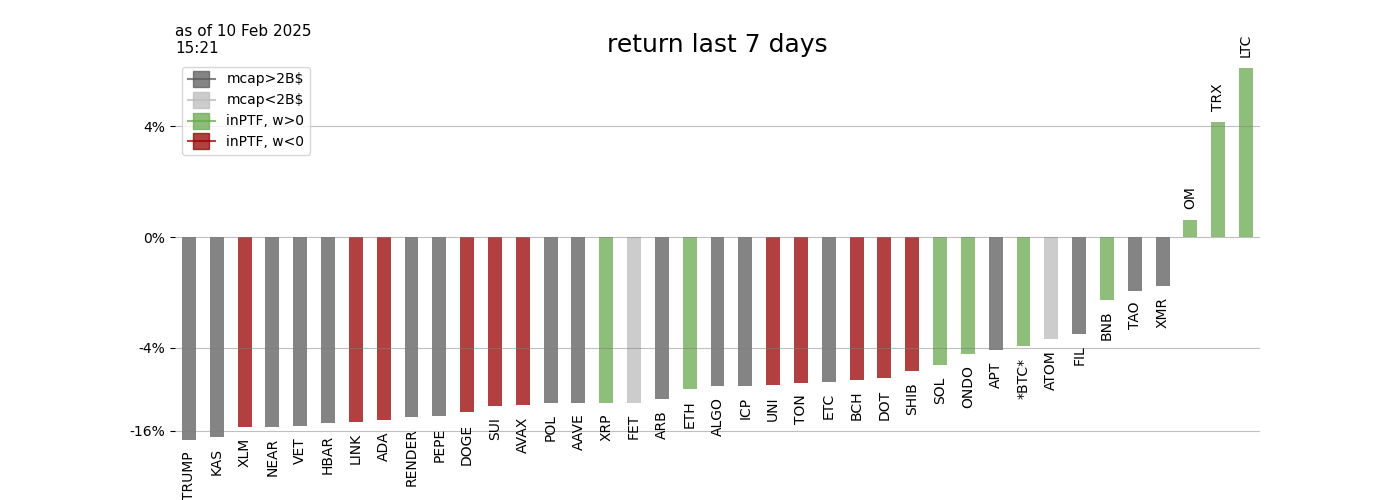 as of 10 Feb 2025
15:21
return last 7 days
mcap>2B$
mcap<2B$
inPTF, w>0
inPTF, w<0
4%
0%
-4%
-16%
TRUMP
KAS
XLM
NEAR
VET
HBAR
LINK
ADA
RENDER
PEPE
DOGE
SUI
AVAX
POL
AAVE
XRP
FET
ARB
ETH
ALGO
ICP
UNI
TON
ETC
BCH
DOT
SHIB
SOL
ONDO
APT
*BTC*
ATOM
FIL
BNB
TAO
XMR
OM
TRX
LTC